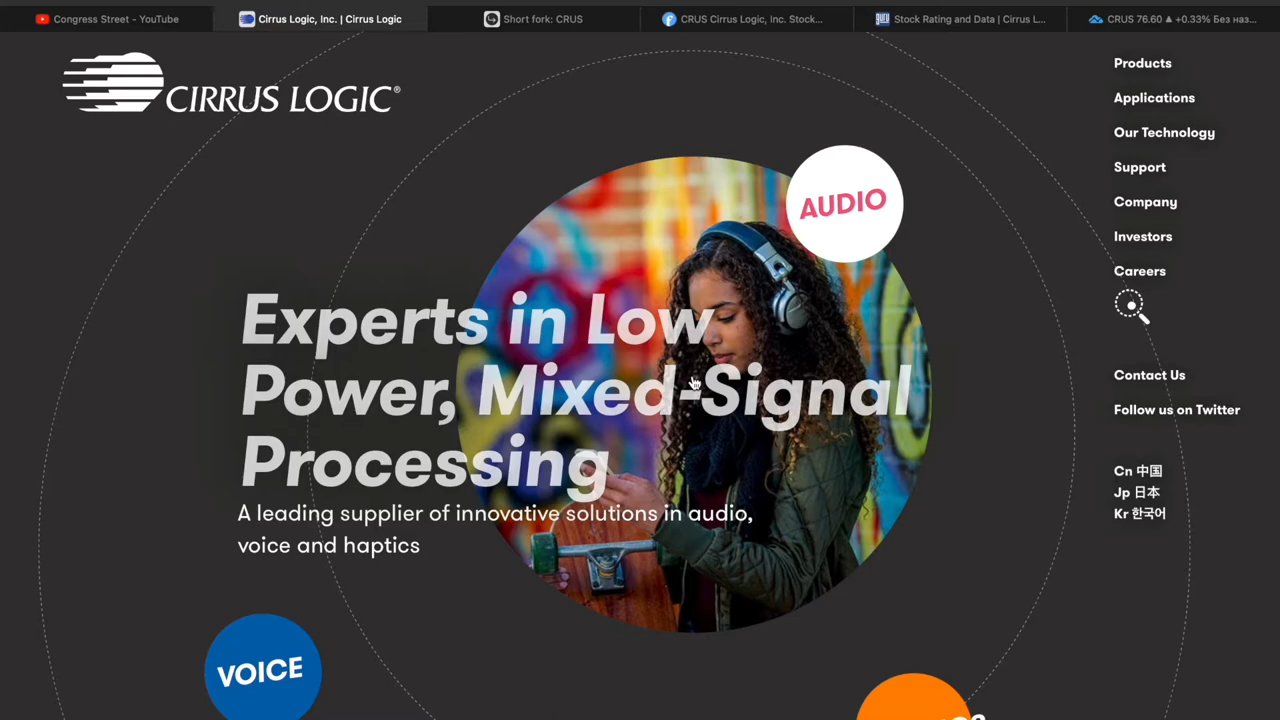 Congress Street - YouTube
Cirrus Logic, Inc. | Cirrus Logic
Short fork: CRUS
CRUS Cirrus Logic, Inc. Stock...
Stock Rating and Data | Cirrus L...
CRUS 76.60 ▲ +0.33% Без наз...
CIRRUS LOGIC®
Products
Applications
Our Technology
Support
Company
Investors
Careers
Contact Us
Follow us on Twitter
Cn 中国
Jp 日本
Kr 한국어
AUDIO
Experts in Low
Power, Mixed-Signal
Processing
A leading supplier of innovative solutions in audio,
voice and haptics
VOICE